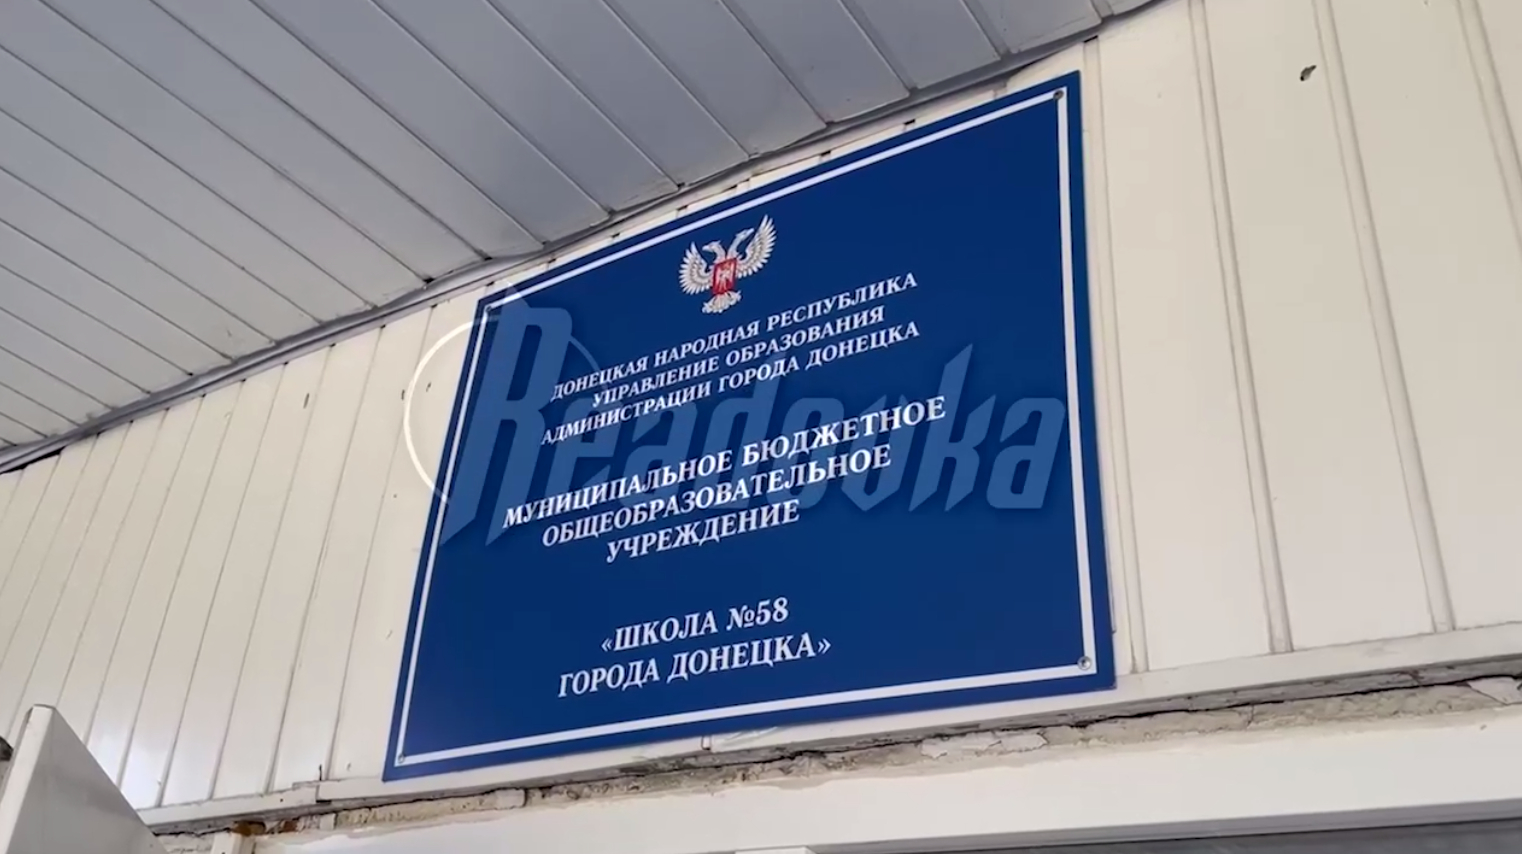 ДОНЕЦКАЯ НАРОДНАЯ РЕСПУБЛИКА
УПРАВЛЕНИЕ ОБРАЗОВАНИЯ
АДМИНИСТРАЦИИ ГОРОДА ДОНЕЦКА
МУНИЦИПАЛЬНОЕ БЮДЖЕТНОЕ
ОБЩЕОБРАЗОВАТЕЛЬНОЕ
УЧРЕЖДЕНИЕ
«ШКОЛА №58
ГОРОДА ДОНЕЦКА»
Readovka